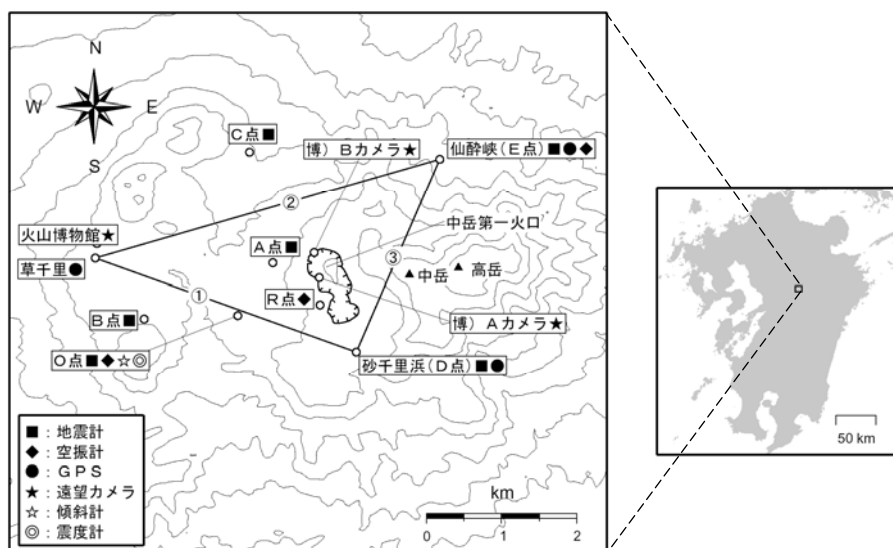 N
W
E
S
C点■
博)Bカメラ★
仙酔峡(E点)■●◆
②
火山博物館★
中岳第一火口
A点■
③
草千里●
▲中岳
▲高岳
①
R点◆
B点■
博)Aカメラ★
O点■◆☆◎
砂千里浜(D点)■●
■:地震計
◆:空振計
●:GPS
★:遠望カメラ
☆:傾斜計
◎:震度計
km
0 1 2
50 km